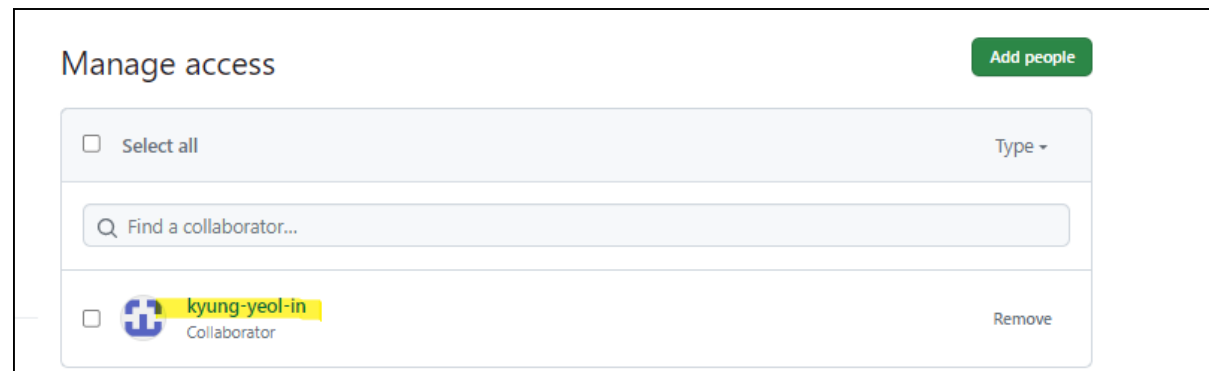 Manage access
Add people
Select all
Type
Find a collaborator...
kyung-yeol-in
Collaborator
Remove